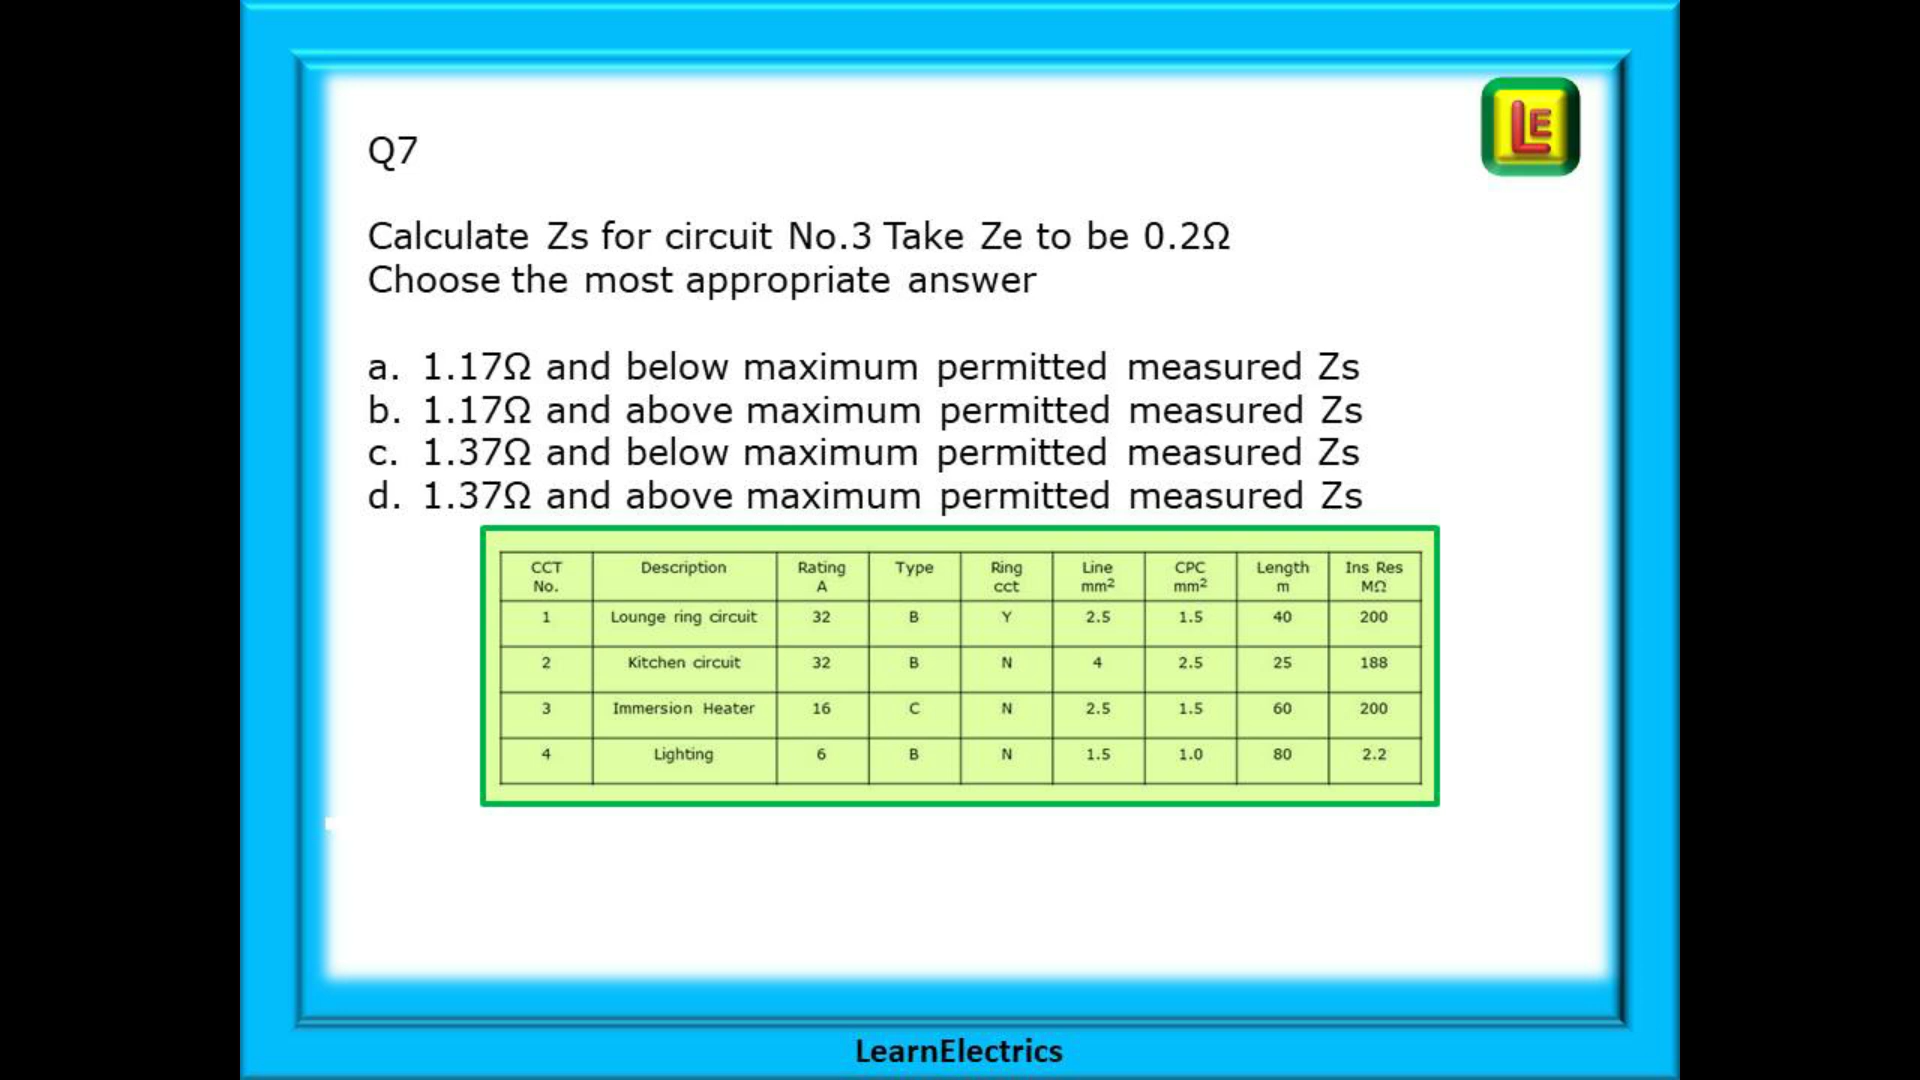 LE
Q7
Calculate Zs for circuit No.3 Take Ze to be 0.2Ω
Choose the most appropriate answer
a. 1.17Ω and below maximum permitted measured Zs
b. 1.17Ω and above maximum permitted measured Zs
c. 1.37Ω and below maximum permitted measured Zs
d. 1.37Ω and above maximum permitted measured Zs
CCT No. Description Rating A Type Ring cct Line mm² CPC mm² Length m Ins Res MΩ
1 Lounge ring circuit 32 B Y 2.5 1.5 40 200
2 Kitchen circuit 32 B N 4 2.5 25 188
3 Immersion Heater 16 C N 2.5 1.5 60 200
4 Lighting 6 B N 1.5 1.0 80 2.2
LearnElectrics